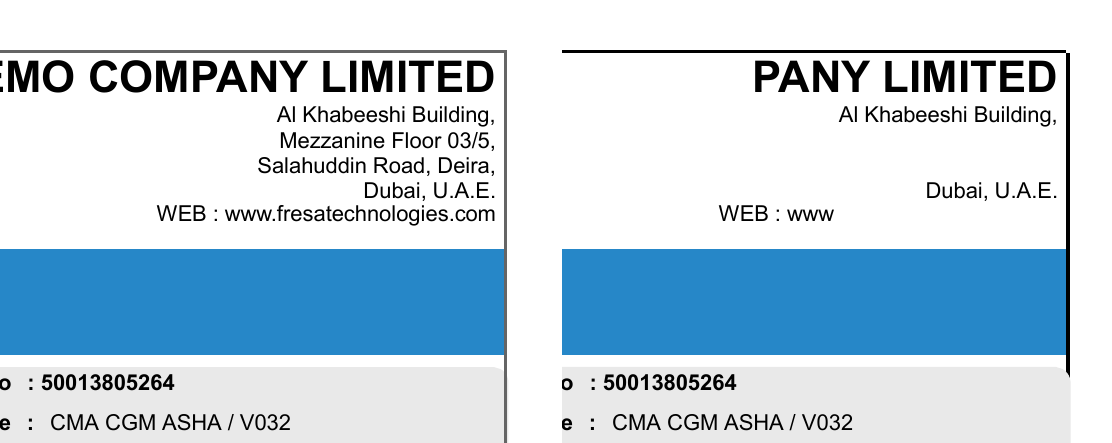 EMO COMPANY LIMITED
Al Khabeeshi Building,
Mezzanine Floor 03/5,
Salahuddin Road, Deira,
Dubai, U.A.E.
WEB : www.fresatechnologies.com
o : 50013805264
e : CMA CGM ASHA / V032
PANY LIMITED
Al Khabeeshi Building,
Dubai, U.A.E.
WEB : www
o : 50013805264
e : CMA CGM ASHA / V032